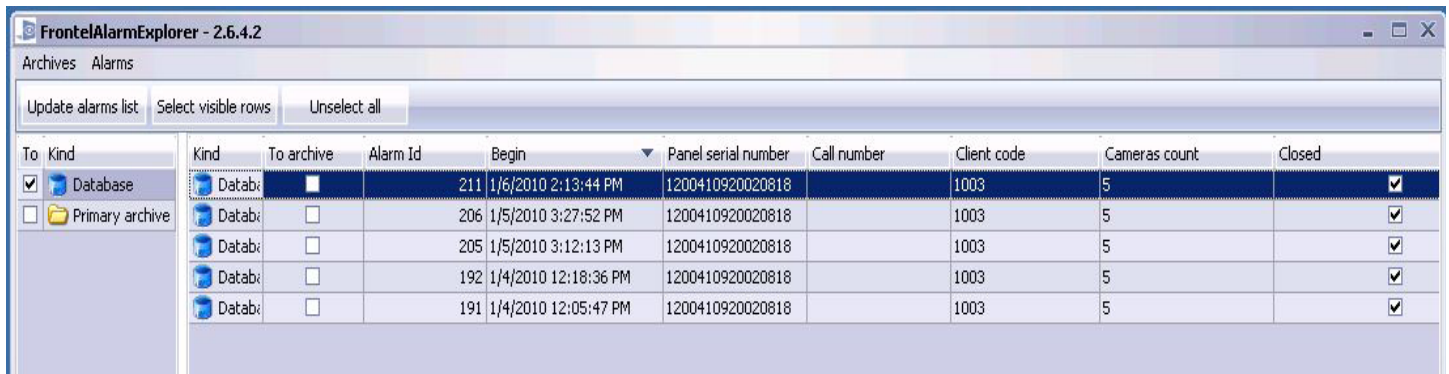 FrontelAlarmExplorer - 2.6.4.2
Archives Alarms
Update alarms list Select visible rows Unselect all
To Kind Kind To archive Alarm Id Begin Panel serial number Call number Client code Cameras count Closed
Database Databa 211 1/6/2010 2:13:44 PM 1200410920020818 1003 5
Primary archive Databa 206 1/5/2010 3:27:52 PM 1200410920020818 1003 5
Databa 205 1/5/2010 3:12:13 PM 1200410920020818 1003 5
Databa 192 1/4/2010 12:18:36 PM 1200410920020818 1003 5
Databa 191 1/4/2010 12:05:47 PM 1200410920020818 1003 5